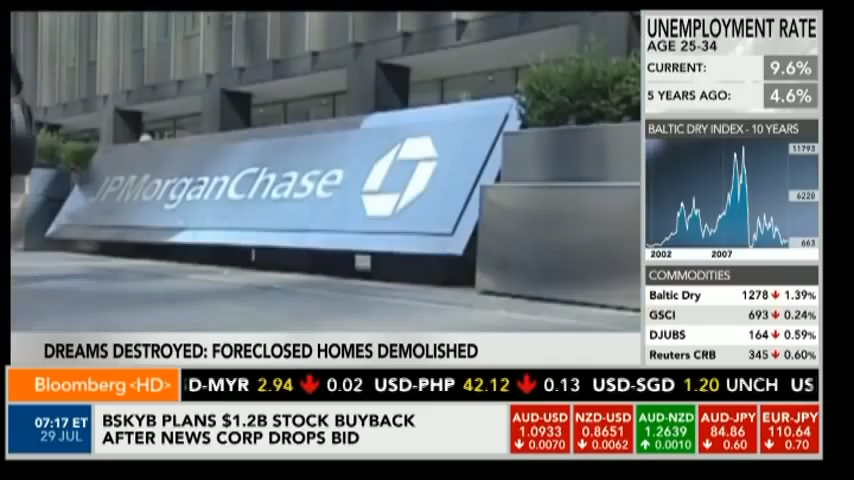 JPMorganChase
UNEMPLOYMENT RATE
AGE 25-34
CURRENT: 9.6%
5 YEARS AGO: 4.6%
BALTIC DRY INDEX - 10 YEARS
11793
6228
663
2002 2007
COMMODITIES
Baltic Dry 1278 1.39%
GSCI 693 0.24%
DJUBS 164 0.59%
Reuters CRB 345 0.60%
DREAMS DESTROYED: FORECLOSED HOMES DEMOLISHED
Bloomberg <HD> D-MYR 2.94 0.02 USD-PHP 42.12 0.13 USD-SGD 1.20 UNCH US
07:17 ET
29 JUL
BSKYB PLANS $1.2B STOCK BUYBACK
AFTER NEWS CORP DROPS BID
AUD-USD NZD-USD AUD-NZD AUD-JPY EUR-JPY
1.0933 0.8651 1.2639 84.86 110.64
0.0070 0.0062 0.0010 0.60 0.70